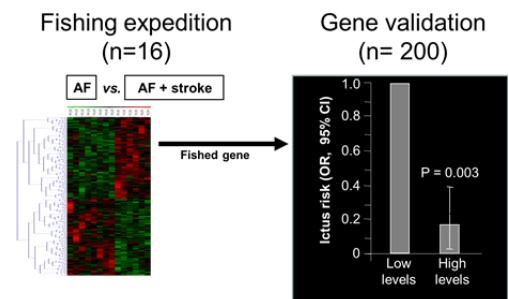 Fishing expedition
(n=16)
AF vs. AF + stroke
Fished gene
Gene validation
(n= 200)
Ictus risk (OR, 95% CI)
1.0
0.8
0.6
0.4
0.2
0
P = 0.003
Low
levels
High
levels